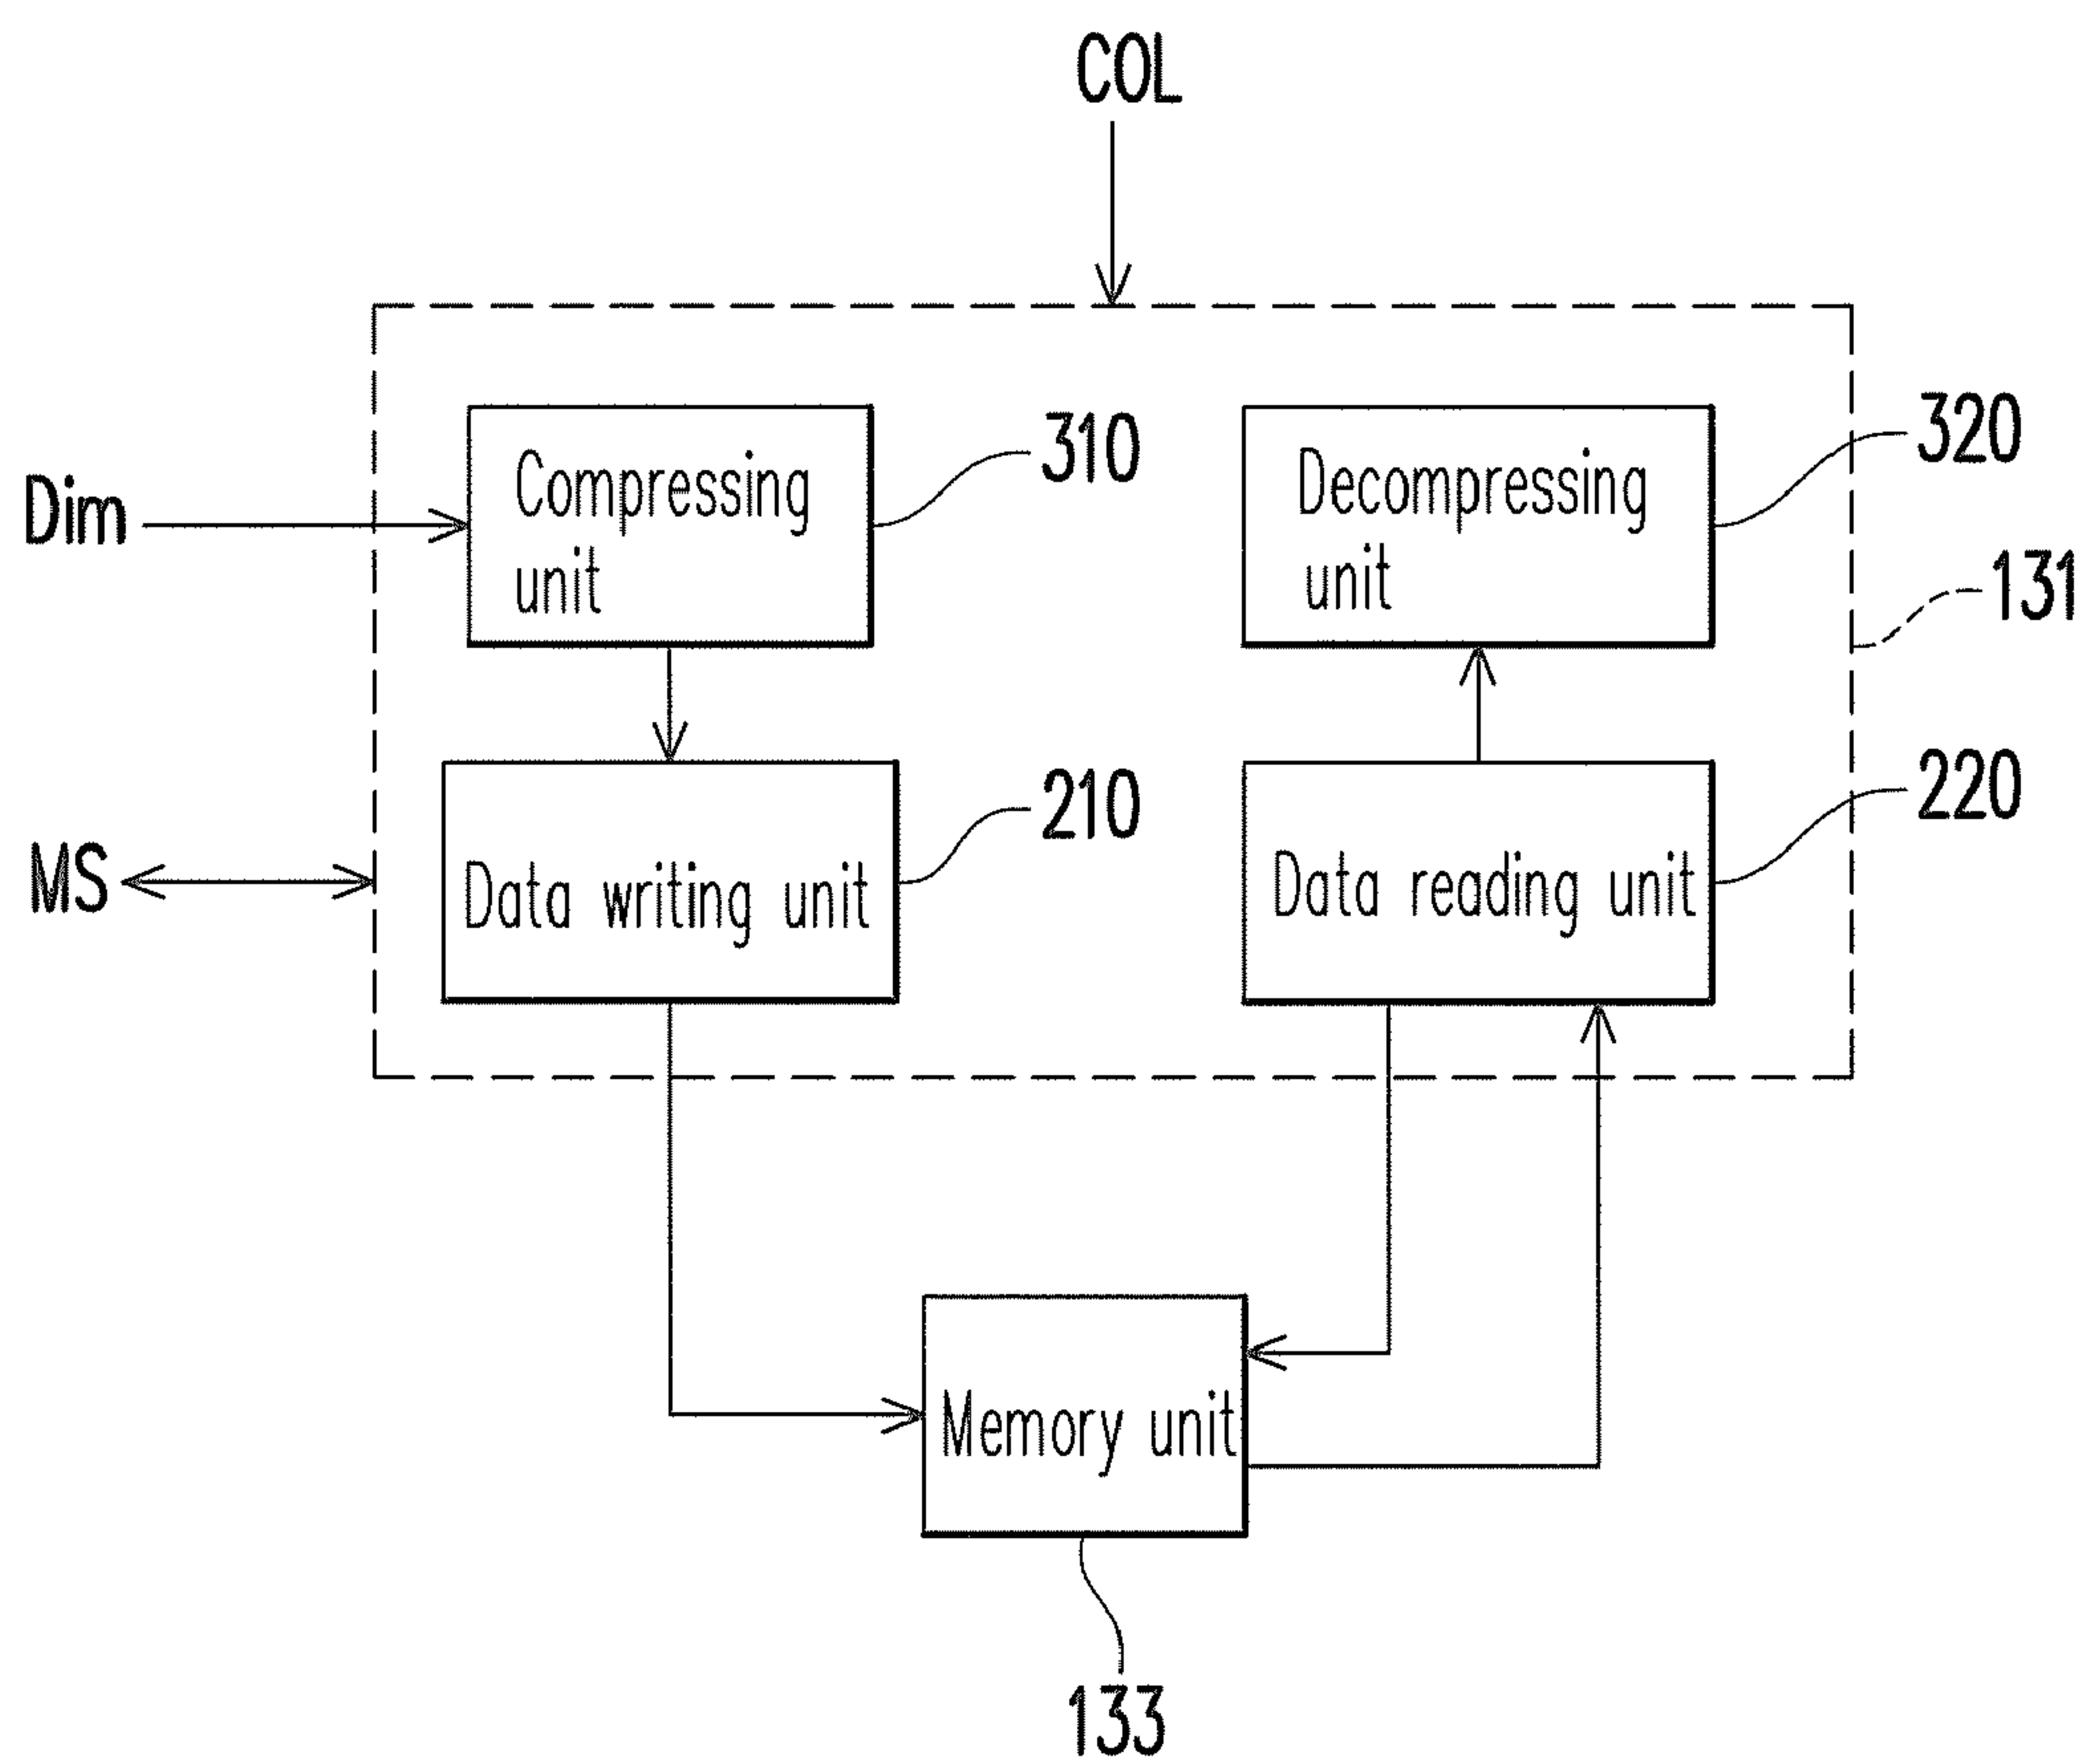 COL
Compressing
unit
310
Decompressing
unit
320
Dim
131
Data writing unit
210
Data reading unit
220
MS
Memory unit
133